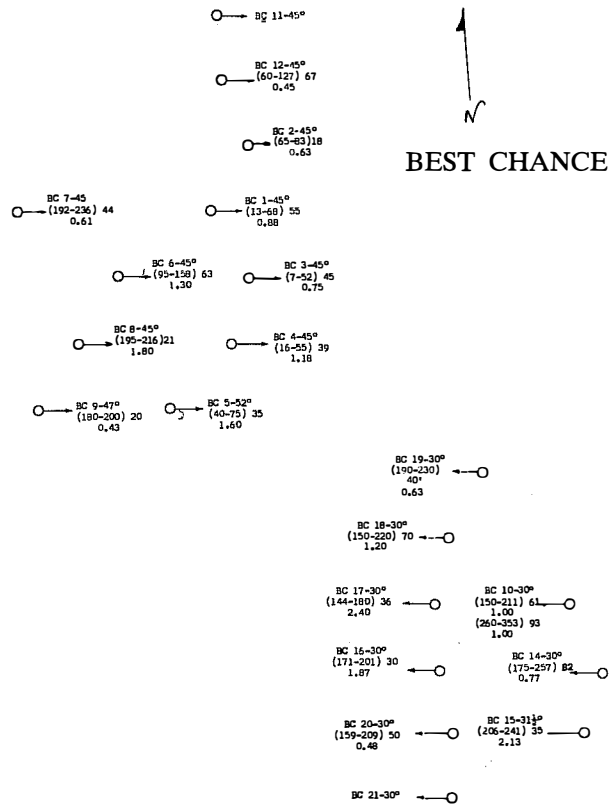 BC 11-45°
BC 12-45°
(60-127) 67
0.45
N
BC 2-45°
(65-83)18
0.63
BEST CHANCE
BC 7-45
(192-236) 44
0.61
BC 1-45°
(13-68) 55
0.88
BC 6-45°
(95-158) 63
1.30
BC 3-45°
(7-52) 45
0.75
BC 8-45°
(195-216)21
1.80
BC 4-45°
(16-55) 39
1.18
BC 9-47°
(180-200) 20
0.43
BC 5-52°
(40-75) 35
1.60
BC 19-30°
(190-230)
40'
0.63
BC 18-30°
(150-220) 70
1.20
BC 17-30°
(144-180) 36
2.40
BC 10-30°
(150-211) 61
1.00
(260-353) 93
1.00
BC 16-30°
(171-201) 30
1.87
BC 14-30°
(175-257) 82
0.77
BC 20-30°
(159-209) 50
0.48
BC 15-31½°
(206-241) 35
2.13
BC 21-30°